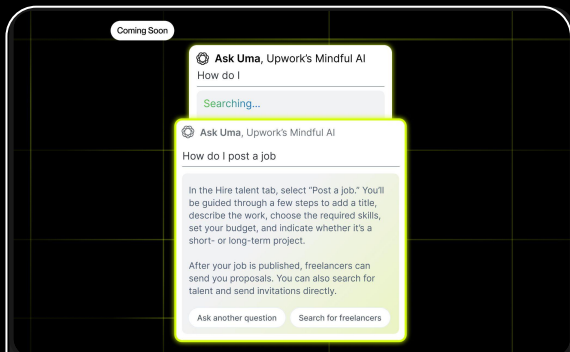 Coming Soon
Ask Uma, Upwork's Mindful AI
How do I
Searching...
Ask Uma, Upwork's Mindful AI
How do I post a job
In the Hire talent tab, select "Post a job." You'll
be guided through a few steps to add a title,
describe the work, choose the required skills,
set your budget, and indicate whether it's a
short- or long-term project.
After your job is published, freelancers can
send you proposals. You can also search for
talent and send invitations directly.
Ask another question
Search for freelancers